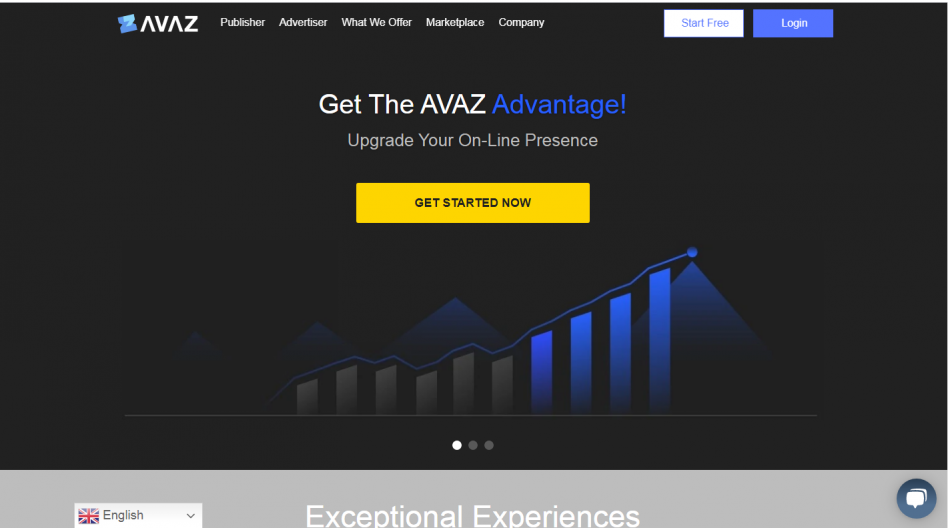 AVAZ Publisher Advertiser What We Offer Marketplace Company Start Free Login
Get The AVAZ Advantage!
Upgrade Your On-Line Presence
GET STARTED NOW
Exceptional Experiences
English